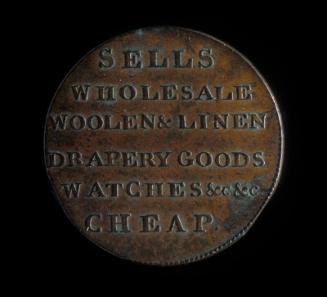 SELLS
WHOLESALE
WOOLEN & LINEN
DRAPERY GOODS
WATCHES &c &c
CHEAP.